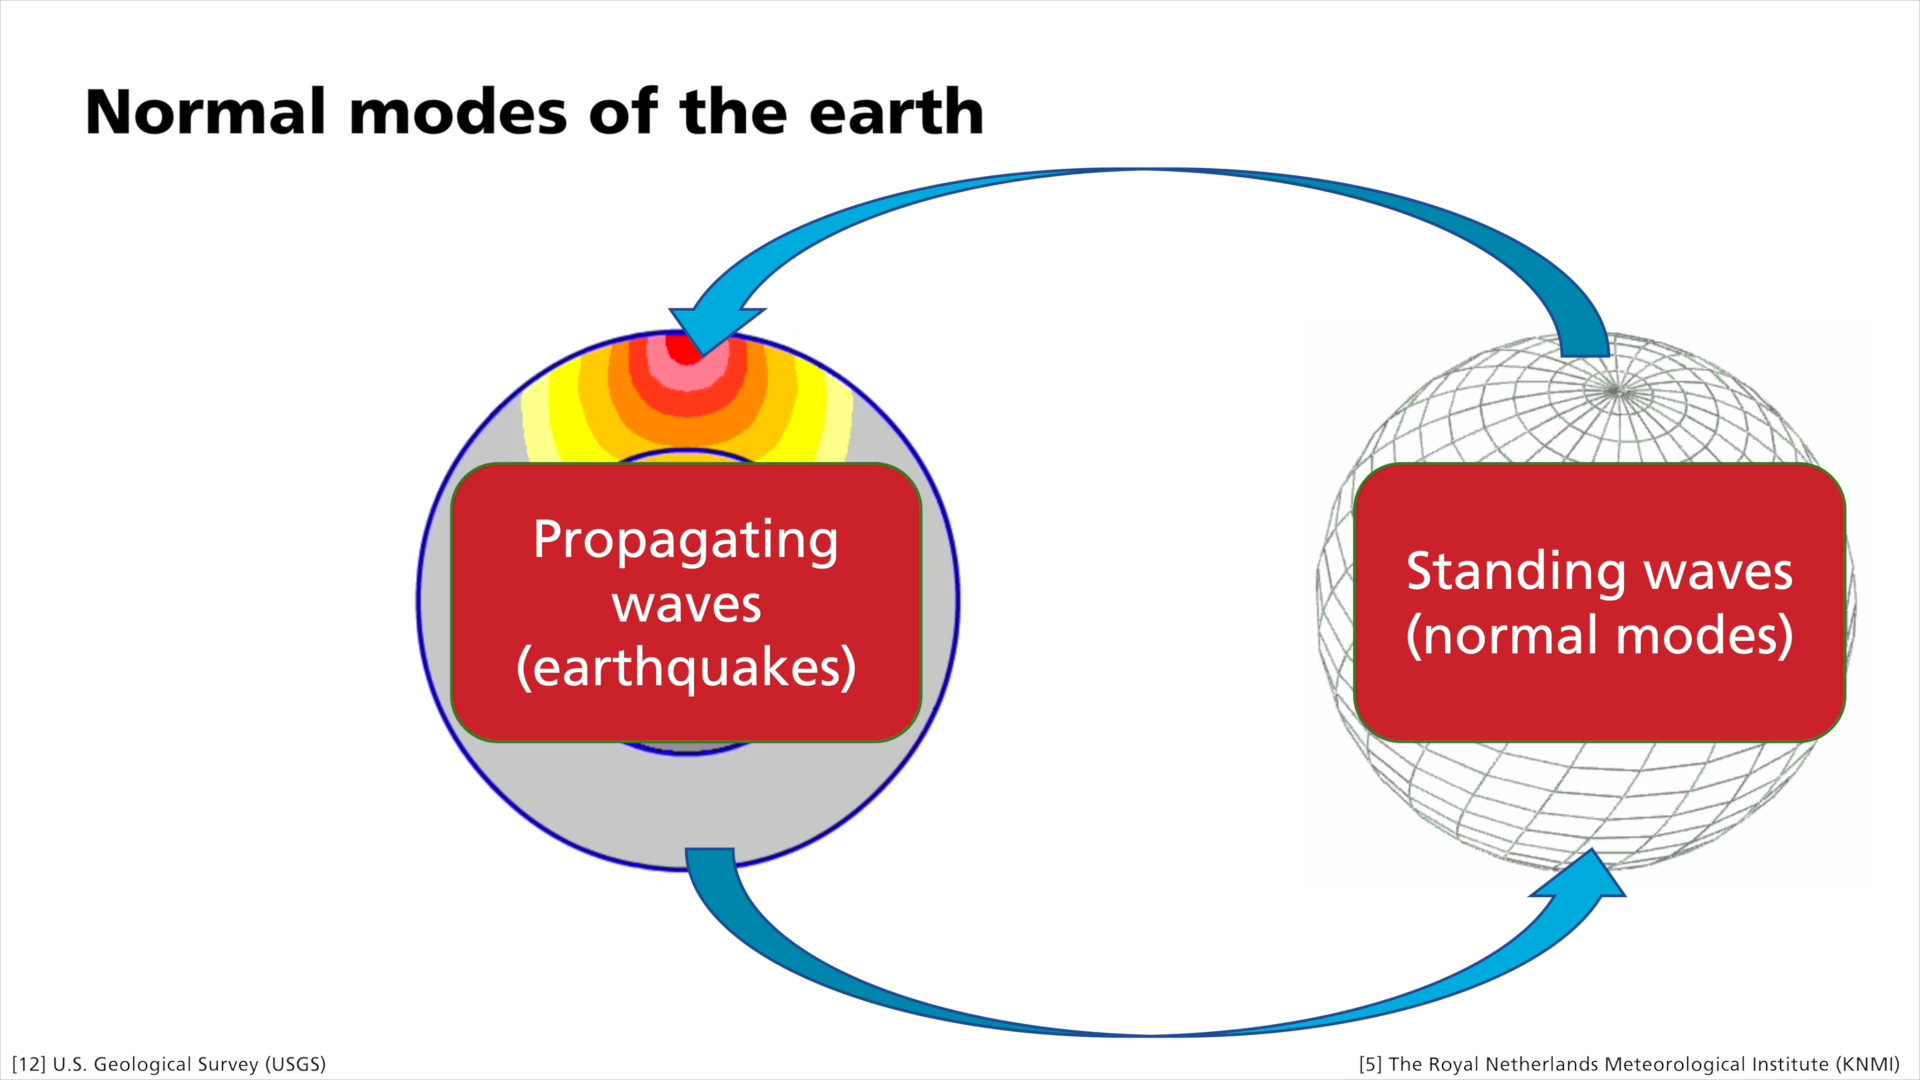 Normal modes of the earth
Propagating
waves
(earthquakes)
Standing waves
(normal modes)
[12] U.S. Geological Survey (USGS)
[5] The Royal Netherlands Meteorological Institute (KNMI)